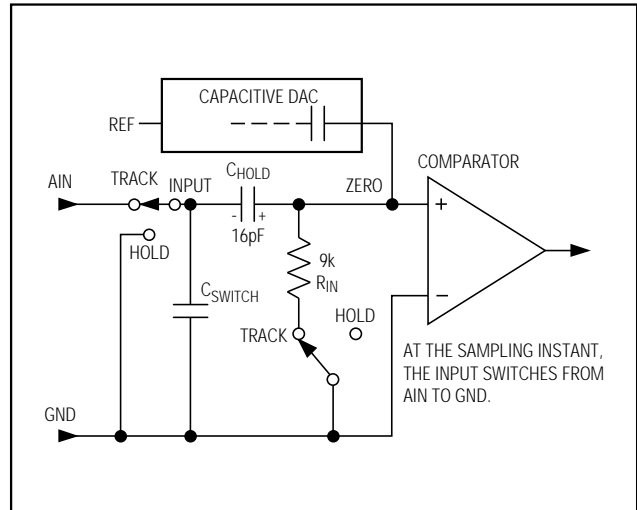 CAPACITIVE DAC
REF
COMPARATOR
AIN
TRACK
INPUT
CHOLD
ZERO
- +
16pF
+
HOLD
9k
RIN
CSWITCH
HOLD
TRACK
−
AT THE SAMPLING INSTANT,
THE INPUT SWITCHES FROM
AIN TO GND.
GND